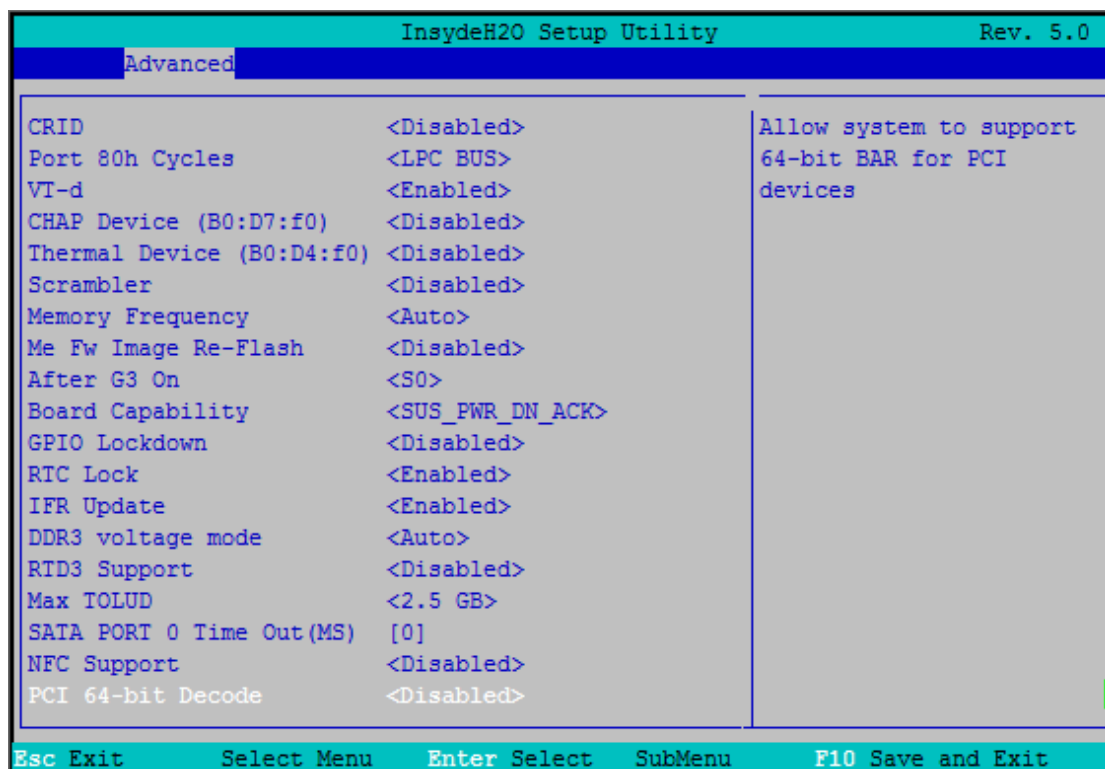 InsydeH2O Setup Utility Rev. 5.0
Advanced
CRID <Disabled>
Port 80h Cycles <LPC BUS>
VT-d <Enabled>
CHAP Device (B0:D7:f0) <Disabled>
Thermal Device (B0:D4:f0) <Disabled>
Scrambler <Disabled>
Memory Frequency <Auto>
Me Fw Image Re-Flash <Disabled>
After G3 On <S0>
Board Capability <SUS_PWR_DN_ACK>
GPIO Lockdown <Disabled>
RTC Lock <Enabled>
IFR Update <Enabled>
DDR3 voltage mode <Auto>
RTD3 Support <Disabled>
Max TOLUD <2.5 GB>
SATA PORT 0 Time Out(MS) [0]
NFC Support <Disabled>
PCI 64-bit Decode <Disabled>
Allow system to support
64-bit BAR for PCI
devices
Esc Exit Select Menu Enter Select SubMenu F10 Save and Exit